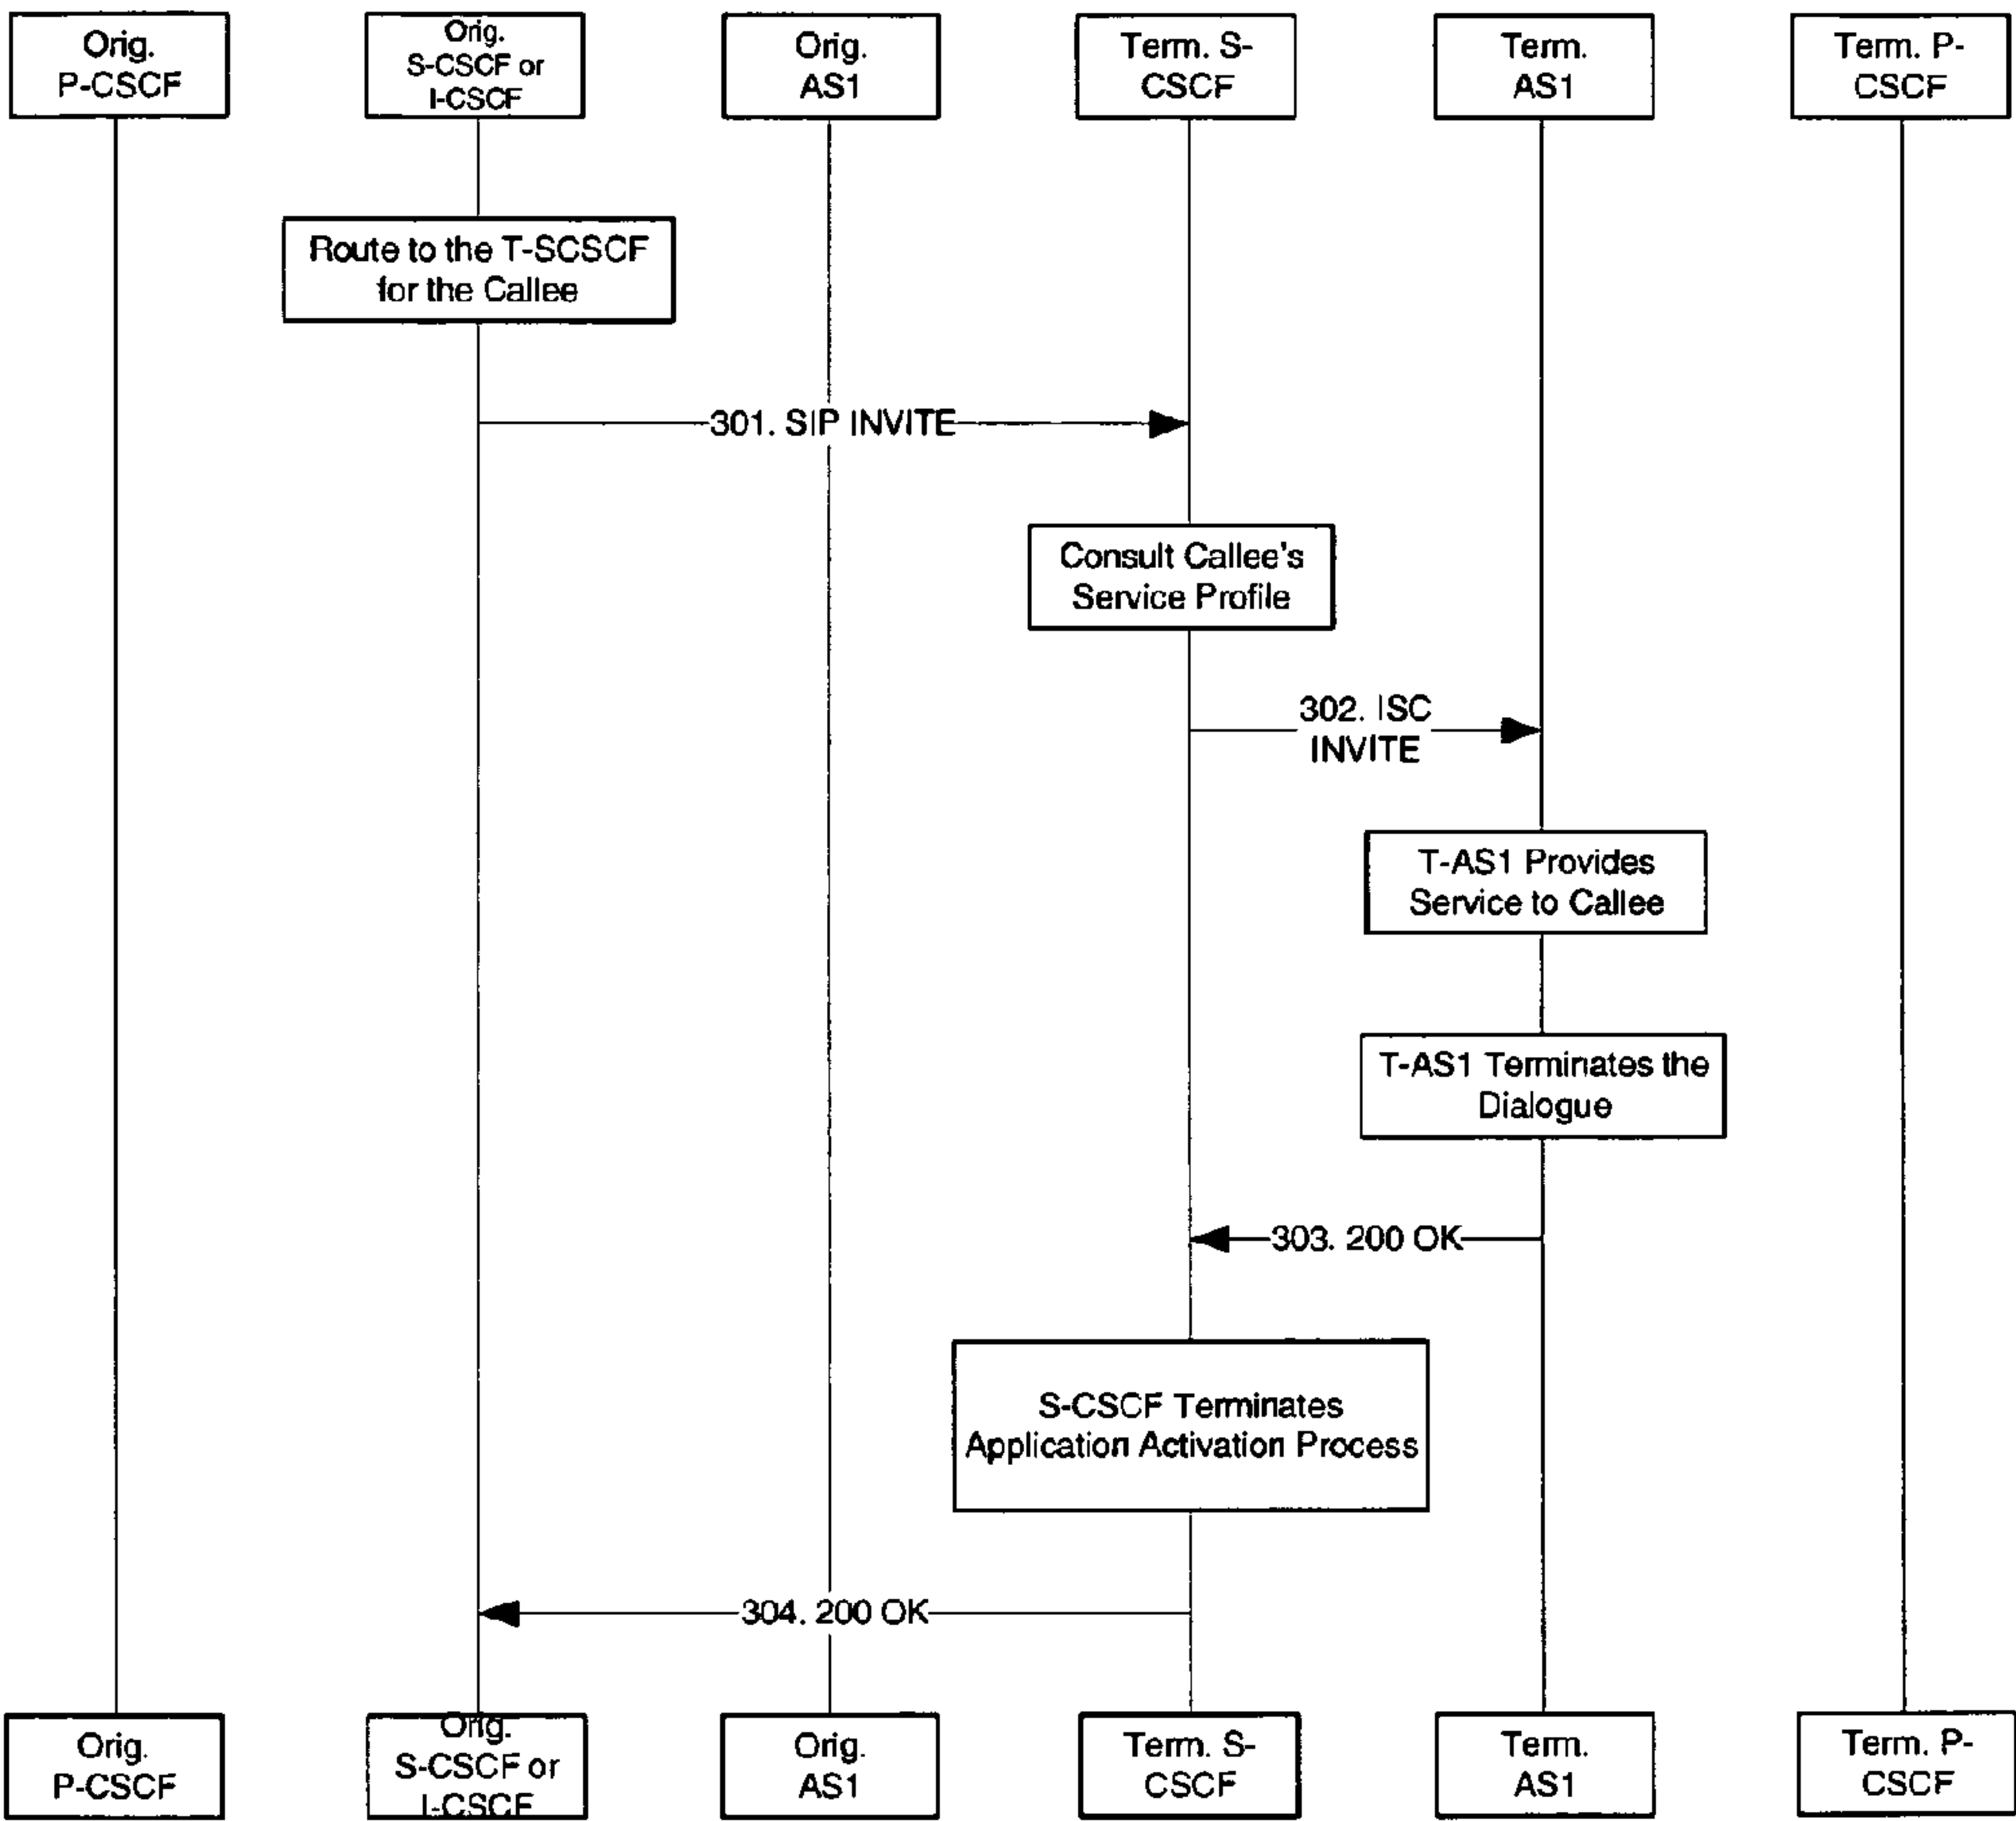 Orig.
P-CSCF
Orig.
S-CSCF or
I-CSCF
Orig.
AS1
Term. S-
CSCF
Term.
AS1
Term. P-
CSCF
Route to the T-SCSCF
for the Callee
301. SIP INVITE
Consult Callee's
Service Profile
302. ISC
INVITE
T-AS1 Provides
Service to Callee
T-AS1 Terminates the
Dialogue
303. 200 OK
S-CSCF Terminates
Application Activation Process
304. 200 OK
Orig.
P-CSCF
Orig.
S-CSCF or
I-CSCF
Orig.
AS1
Term. S-
CSCF
Term.
AS1
Term. P-
CSCF